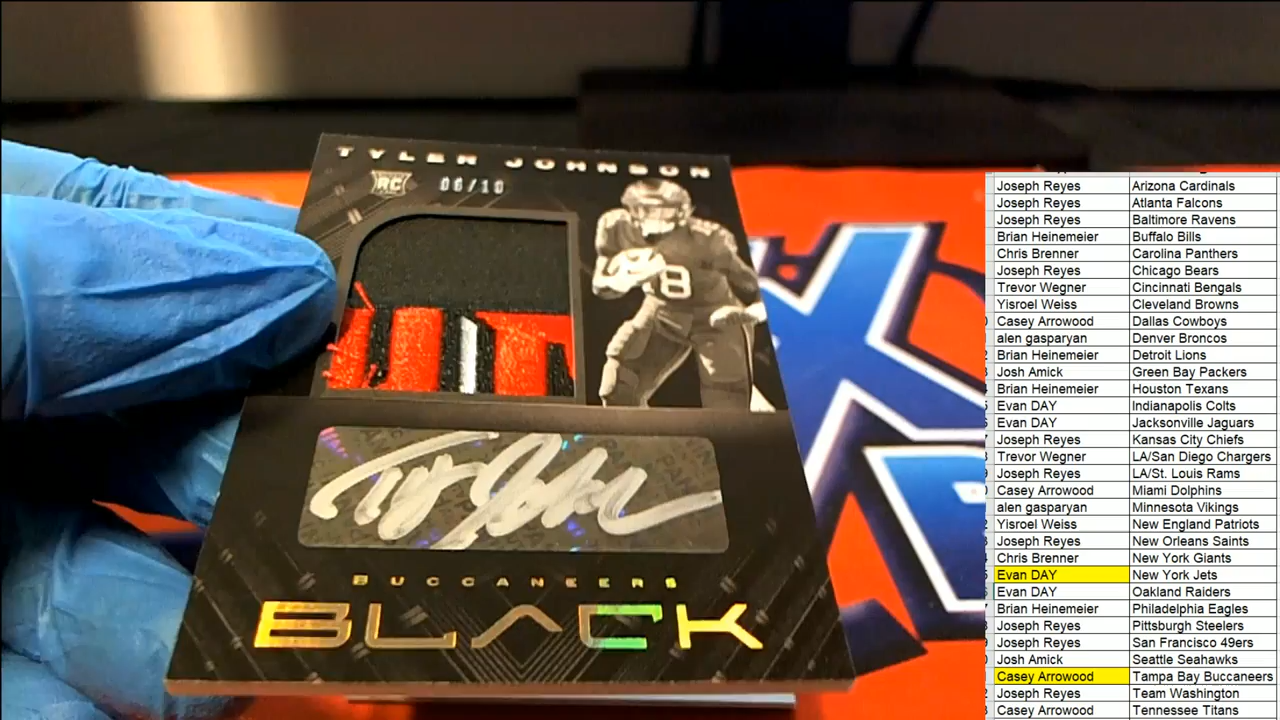 TYLER JOHNSON
RC
06/10
8
BUCCANEERS
BLACK
Joseph Reyes Arizona Cardinals
Joseph Reyes Atlanta Falcons
Joseph Reyes Baltimore Ravens
Brian Heinemeier Buffalo Bills
Chris Brenner Carolina Panthers
Joseph Reyes Chicago Bears
Trevor Wegner Cincinnati Bengals
Yisroel Weiss Cleveland Browns
Casey Arrowood Dallas Cowboys
alen gasparyan Denver Broncos
Brian Heinemeier Detroit Lions
Josh Amick Green Bay Packers
Brian Heinemeier Houston Texans
Evan DAY Indianapolis Colts
Evan DAY Jacksonville Jaguars
Joseph Reyes Kansas City Chiefs
Trevor Wegner LA/San Diego Chargers
Joseph Reyes LA/St. Louis Rams
Casey Arrowood Miami Dolphins
alen gasparyan Minnesota Vikings
Yisroel Weiss New England Patriots
Joseph Reyes New Orleans Saints
Chris Brenner New York Giants
Evan DAY New York Jets
Evan DAY Oakland Raiders
Brian Heinemeier Philadelphia Eagles
Joseph Reyes Pittsburgh Steelers
Joseph Reyes San Francisco 49ers
Josh Amick Seattle Seahawks
Casey Arrowood Tampa Bay Buccaneers
Joseph Reyes Team Washington
Casey Arrowood Tennessee Titans